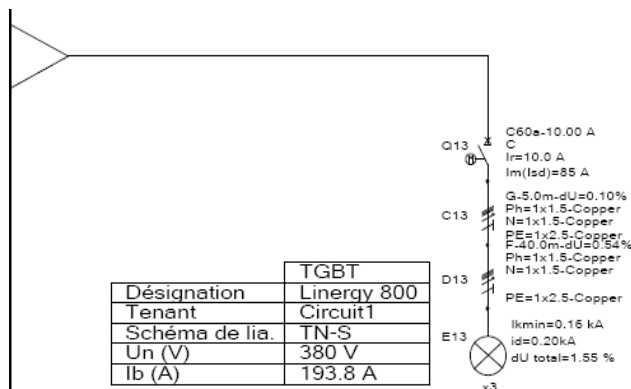 C60a-10.00 A
Q13
C
Ir=10.0 A
Im(Isd)=85 A
G-5.0m-dU=0.10%
C13
Ph=1x1.5-Copper
N=1x1.5-Copper
PE=1x2.5-Copper
F-40.0m-dU=0.54%
Ph=1x1.5-Copper
D13
N=1x1.5-Copper
PE=1x2.5-Copper
E13
Ikmin=0.16 kA
id=0.20kA
dU total=1.55 %
x3
TGBT
Désignation Linergy 800
Tenant Circuit1
Schéma de lia. TN-S
Un (V) 380 V
Ib (A) 193.8 A